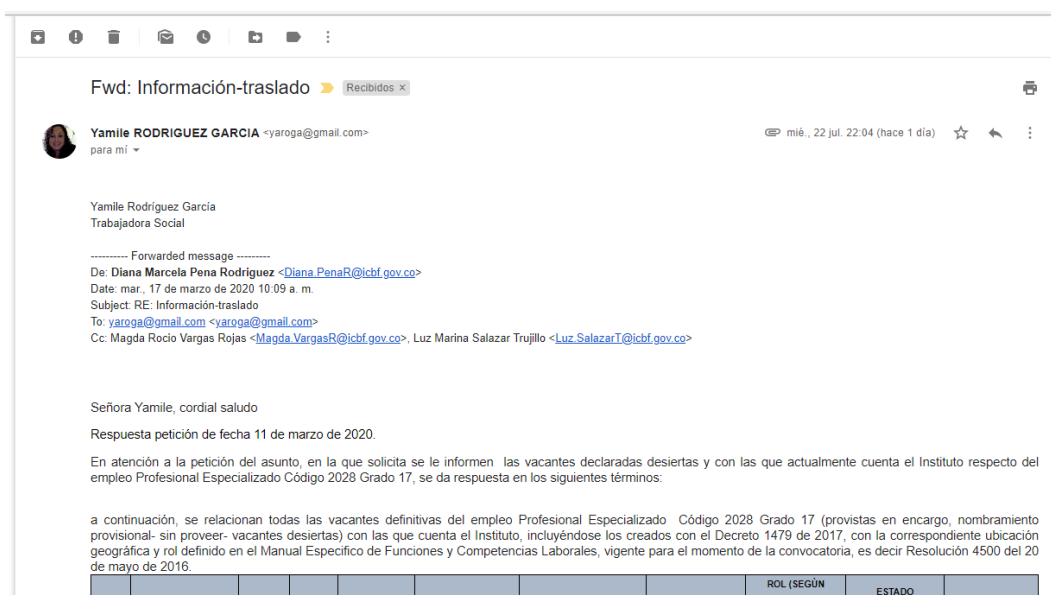 Fwd: Información-traslado Recibidos ×
Yamile RODRIGUEZ GARCIA <yaroga@gmail.com> mié., 22 jul. 22:04 (hace 1 día)
para mí
Yamile Rodríguez García
Trabajadora Social
---------- Forwarded message ---------
De: Diana Marcela Pena Rodriguez <Diana.PenaR@icbf.gov.co>
Date: mar., 17 de marzo de 2020 10:09 a. m.
Subject: RE: Información-traslado
To: yaroga@gmail.com <yaroga@gmail.com>
Cc: Magda Rocio Vargas Rojas <Magda.VargasR@icbf.gov.co>, Luz Marina Salazar Trujillo <Luz.SalazarT@icbf.gov.co>
Señora Yamile, cordial saludo
Respuesta petición de fecha 11 de marzo de 2020.
En atención a la petición del asunto, en la que solicita se le informen las vacantes declaradas desiertas y con las que actualmente cuenta el Instituto respecto del
empleo Profesional Especializado Código 2028 Grado 17, se da respuesta en los siguientes términos:
a continuación, se relacionan todas las vacantes definitivas del empleo Profesional Especializado Código 2028 Grado 17 (provistas en encargo, nombramiento
provisional- sin proveer- vacantes desiertas) con las que cuenta el Instituto, incluyéndose los creados con el Decreto 1479 de 2017, con la correspondiente ubicación
geográfica y rol definido en el Manual Especifico de Funciones y Competencias Laborales, vigente para el momento de la convocatoria, es decir Resolución 4500 del 20
de mayo de 2016.
ROL (SEGÙN
ESTADO